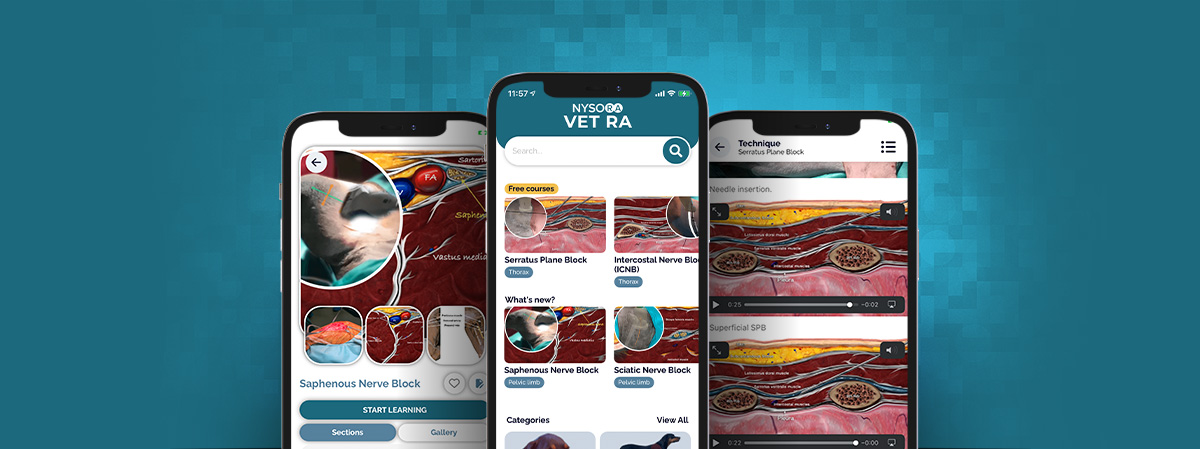 Sartor
FA
V
Saphen
Vastus media
Saphenous Nerve Block
START LEARNING
Sections
Gallery
11:57
NYSORA
VET RA
Search...
Free courses
Serratus Plane Block
Thorax
Intercostal Nerve Bloc
(ICNB)
Thorax
What's new?
Saphenous Nerve Block
Pelvic limb
Sciatic Nerve Block
Pelvic limb
Categories
View All
Technique
Serratus Plane Block
Needle insertion.
Latissimus dorsi muscle
Serratus ventralis muscle
Intercostal muscles
Pleura
0:25
-0:02
Superficial SPB
Latissimus dorsi muscle
Serratus ventralis muscle
Intercostal muscles
Pleura
0:22
-0:00